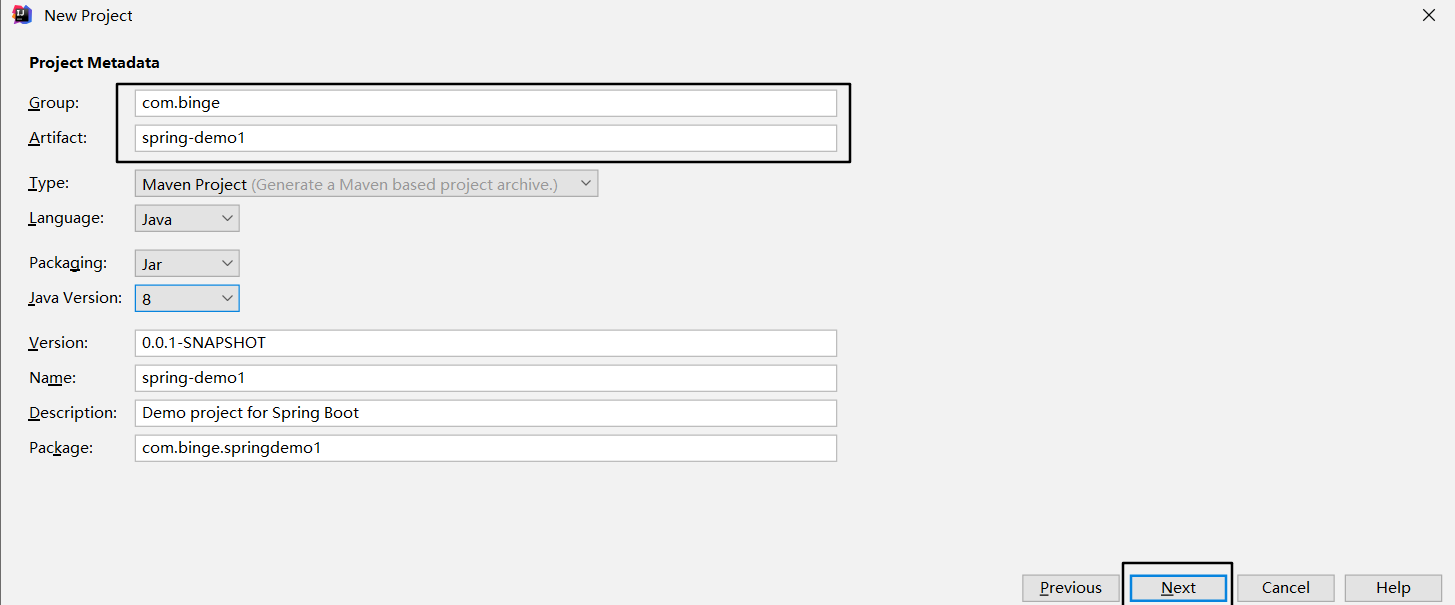 New Project
Project Metadata
Group: com.binge
Artifact: spring-demo1
Type: Maven Project (Generate a Maven based project archive.)
Language: Java
Packaging: Jar
Java Version: 8
Version: 0.0.1-SNAPSHOT
Name: spring-demo1
Description: Demo project for Spring Boot
Package: com.binge.springdemo1
Previous Next Cancel Help